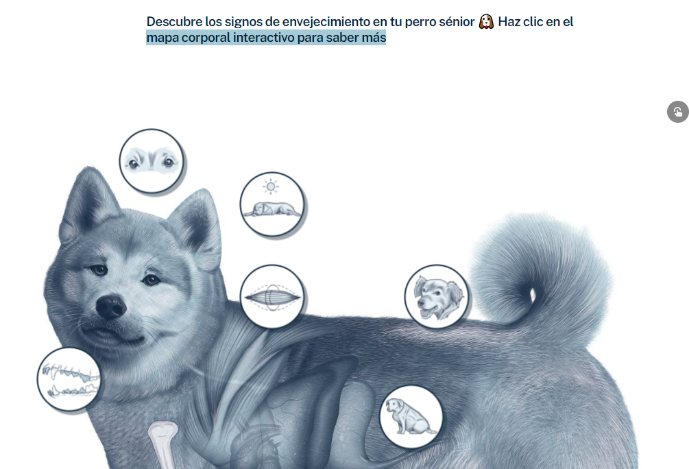 Descubre los signos de envejecimiento en tu perro sénior 🐶 Haz clic en el
mapa corporal interactivo para saber más